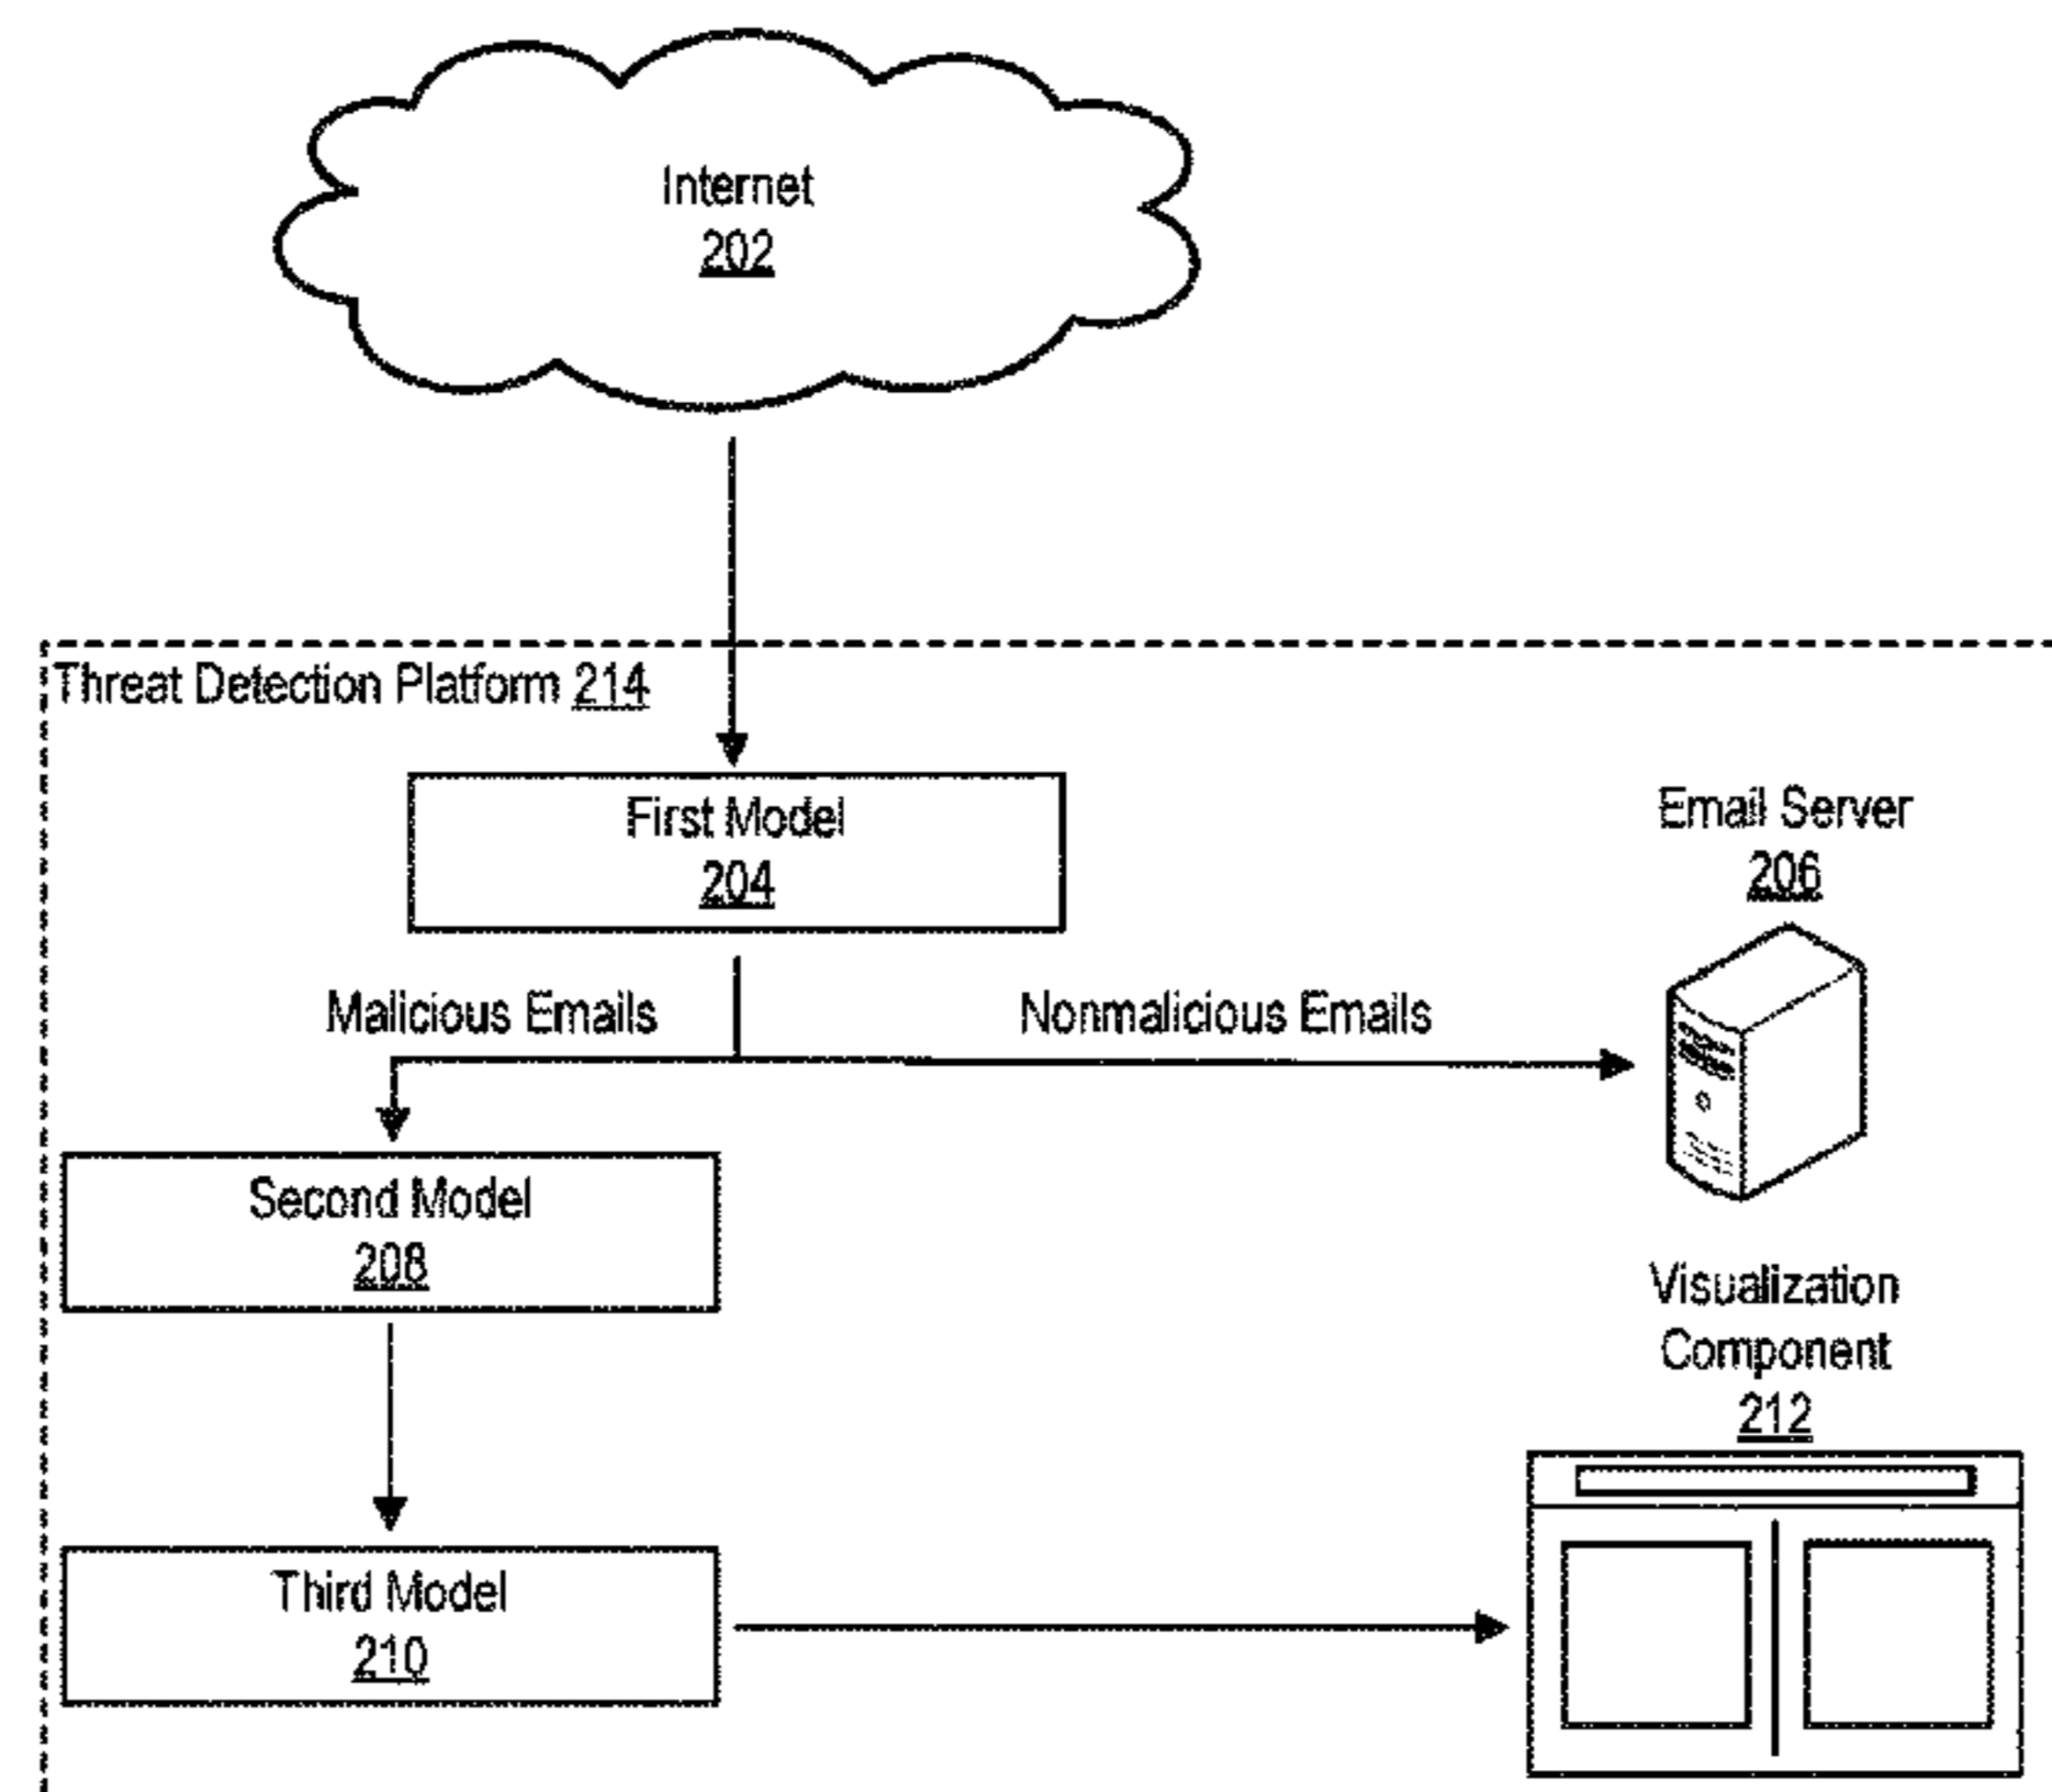 Internet
202
Threat Detection Platform 214
First Model
204
Email Server
206
Malicious Emails
Nonmalicious Emails
Second Model
208
Visualization
Component
212
Third Model
210